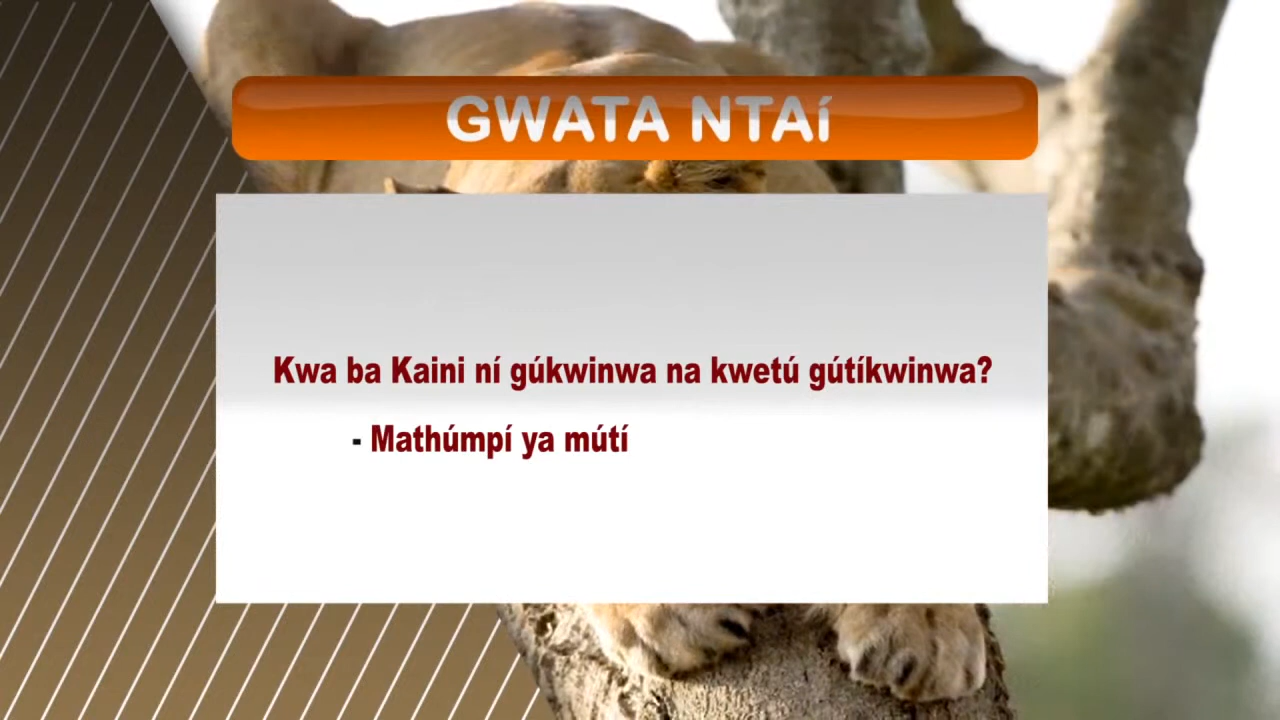 GWATA NTAí
Kwa ba Kaini ní gúkwinwa na kwetú gútíkwinwa?
- Mathúmpí ya mútí